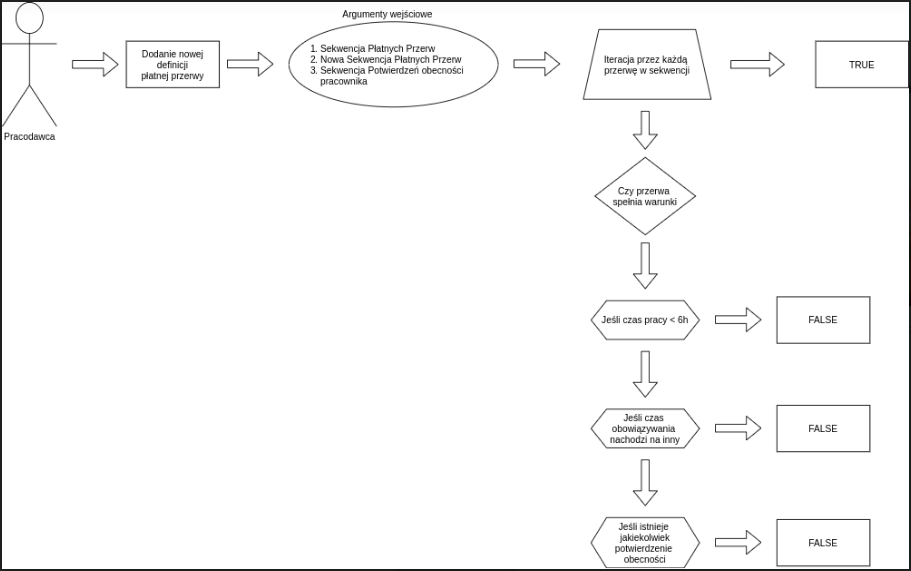 Argumenty wejściowe
Pracodawca
Dodanie nowej
definicji
płatnej przerwy
1. Sekwencja Płatnych Przerw
2. Nowa Sekwencja Płatnych Przerw
3. Sekwencja Potwierdzeń obecności
pracownika
Iteracja przez każdą
przerwę w sekwencji
TRUE
Czy przerwa
spełnia warunki
Jeśli czas pracy < 6h
FALSE
Jeśli czas
obowiązywania
nachodzi na inny
FALSE
Jeśli istnieje
jakiekolwiek
potwierdzenie
obecności
FALSE